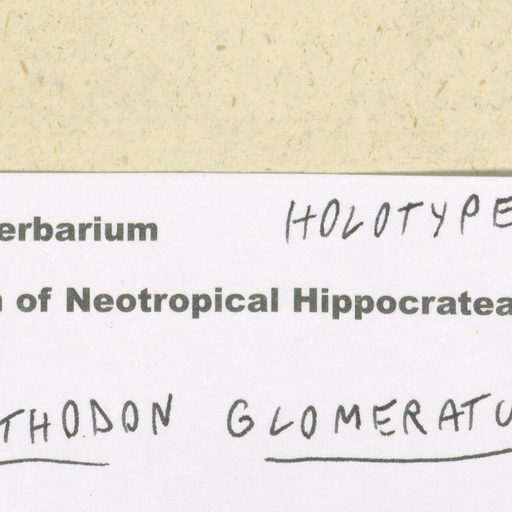 erbarium HOLOTYPE
of Neotropical Hippocratea
THODON GLOMERATU